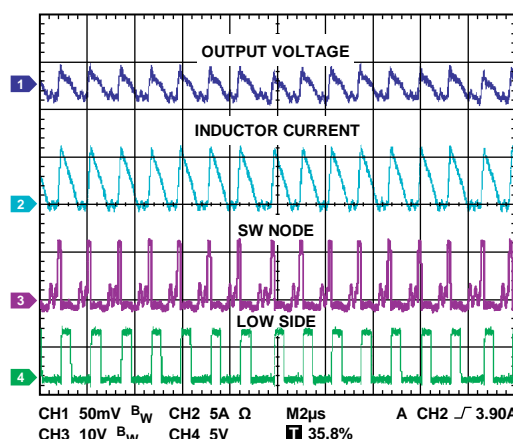 OUTPUT VOLTAGE
1
INDUCTOR CURRENT
2
SW NODE
3
LOW SIDE
4
CH1 50mV BW CH2 5A Ω M2µs A CH2 3.90A
CH3 10V BW CH4 5V T 35.8%